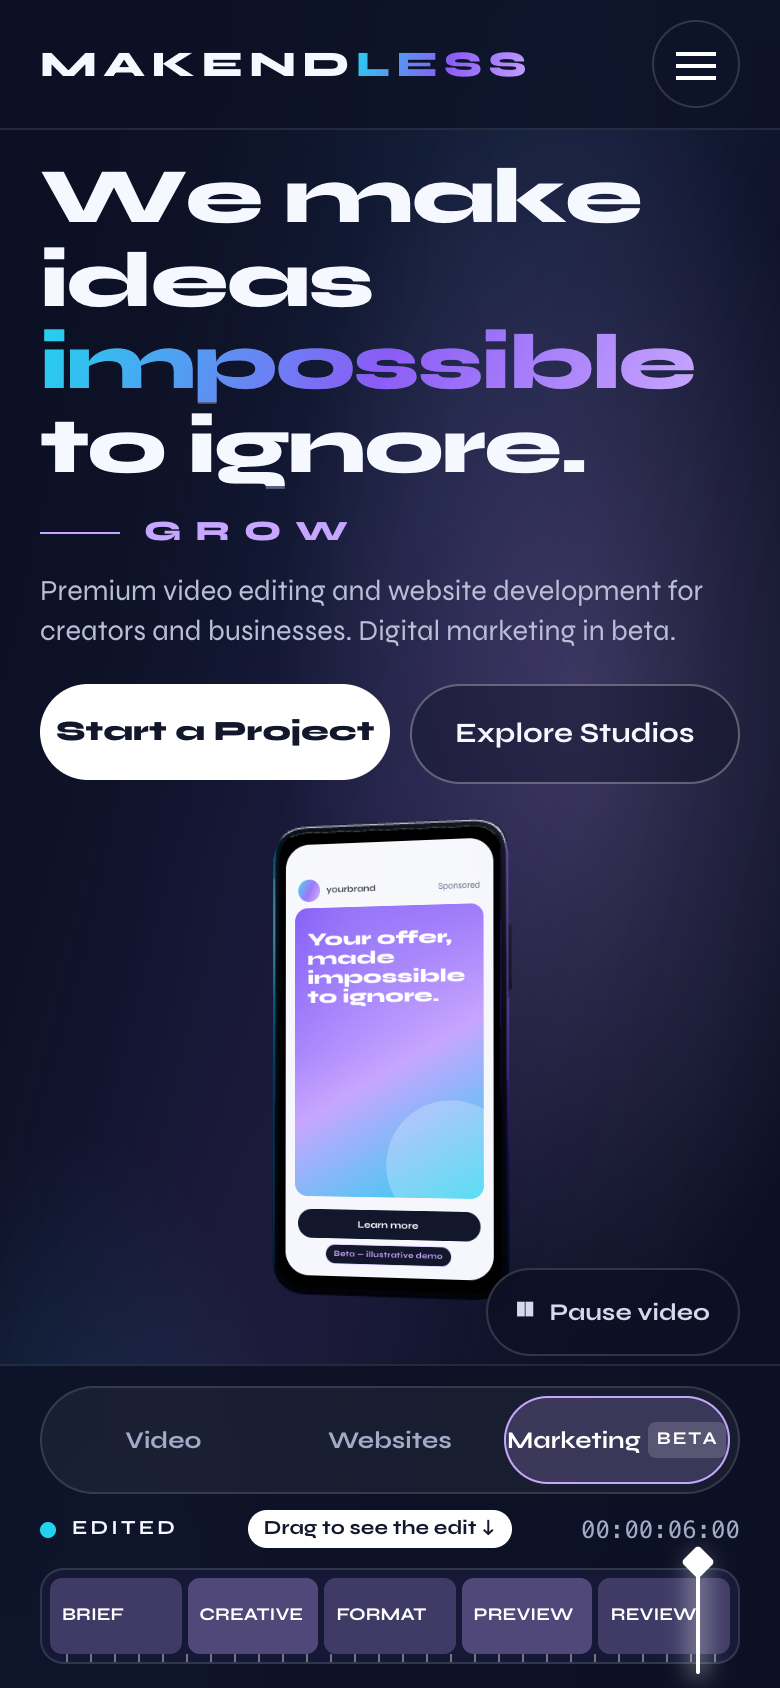 MAKENDLESS
We make
ideas
impossible
to ignore.
GROW
Premium video editing and website development for
creators and businesses. Digital marketing in beta.
Start a Project
Explore Studios
yourbrand
Sponsored
Your offer,
made
impossible
to ignore.
Learn more
Beta — illustrative demo
Pause video
Video
Websites
Marketing BETA
EDITED
Drag to see the edit ↓
00:00:06:00
BRIEF
CREATIVE
FORMAT
PREVIEW
REVIEW